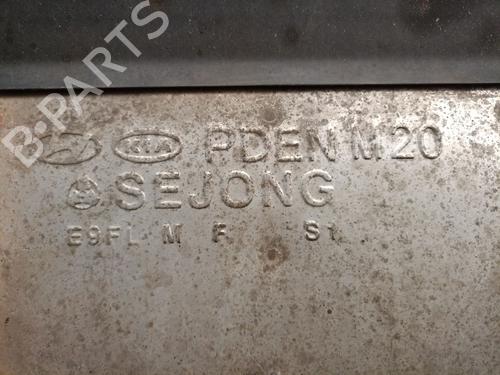 B-PARTS
KIA PDEN M20
SEJONG
E9FL M F S1